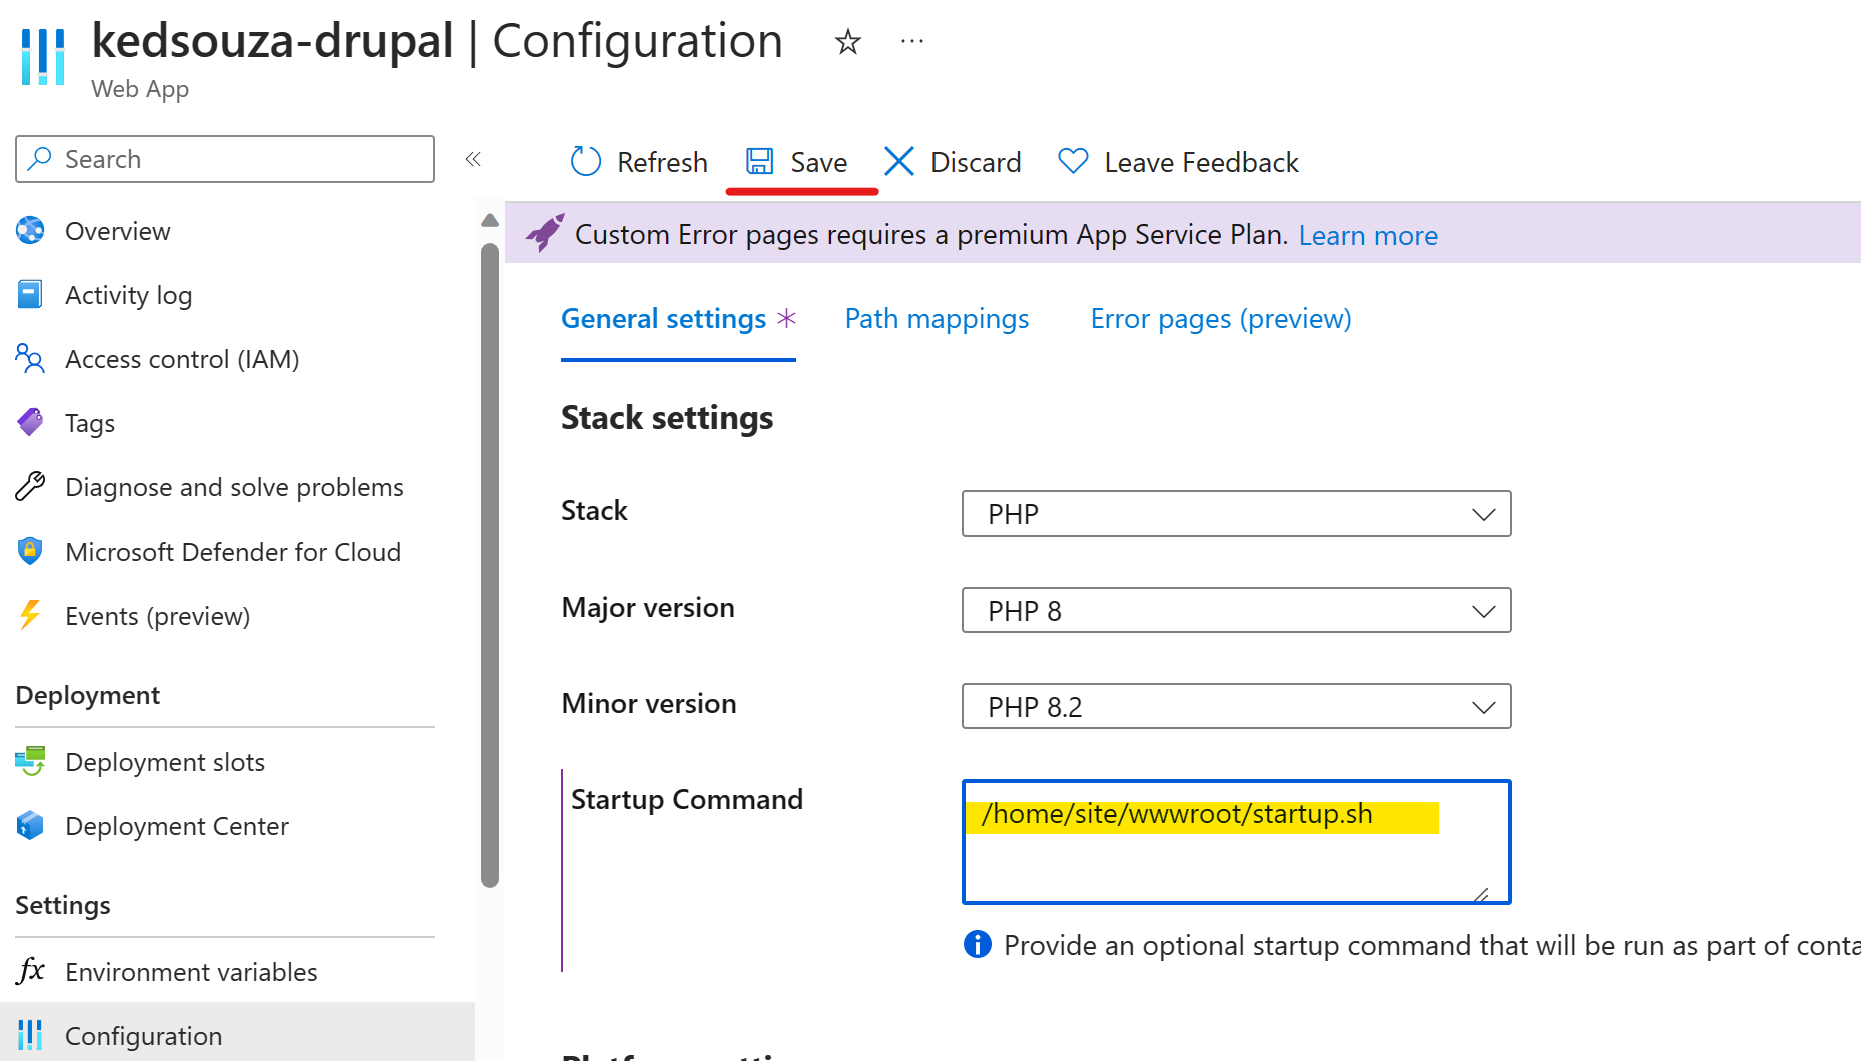 kedsouza-drupal | Configuration
Web App
Search
Refresh
Save
Discard
Leave Feedback
Custom Error pages requires a premium App Service Plan. Learn more
Overview
Activity log
Access control (IAM)
Tags
Diagnose and solve problems
Microsoft Defender for Cloud
Events (preview)
Deployment
Deployment slots
Deployment Center
Settings
Environment variables
Configuration
General settings *
Path mappings
Error pages (preview)
Stack settings
Stack
PHP
Major version
PHP 8
Minor version
PHP 8.2
Startup Command
/home/site/wwwroot/startup.sh
Provide an optional startup command that will be run as part of